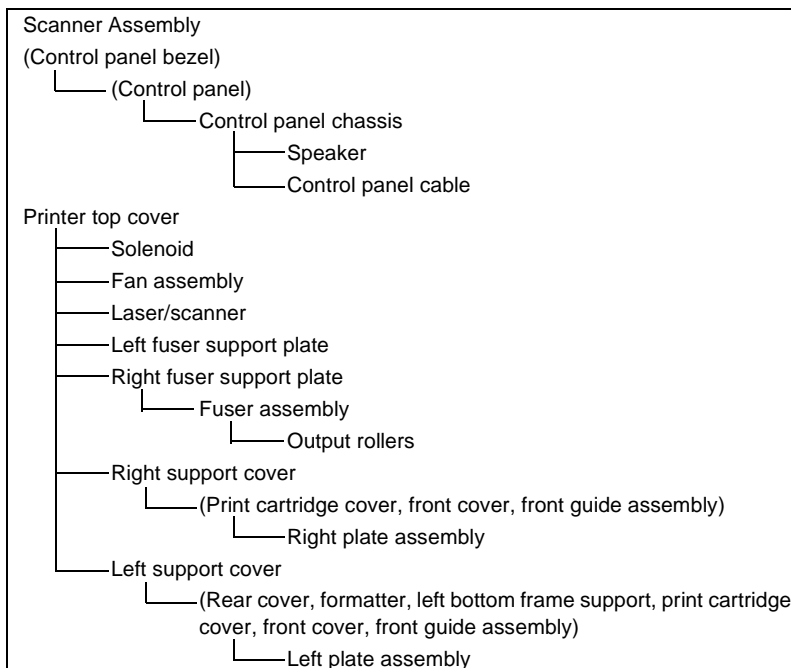 Scanner Assembly
(Control panel bezel)
(Control panel)
Control panel chassis
Speaker
Control panel cable
Printer top cover
Solenoid
Fan assembly
Laser/scanner
Left fuser support plate
Right fuser support plate
Fuser assembly
Output rollers
Right support cover
(Print cartridge cover, front cover, front guide assembly)
Right plate assembly
Left support cover
(Rear cover, formatter, left bottom frame support, print cartridge
cover, front cover, front guide assembly)
Left plate assembly